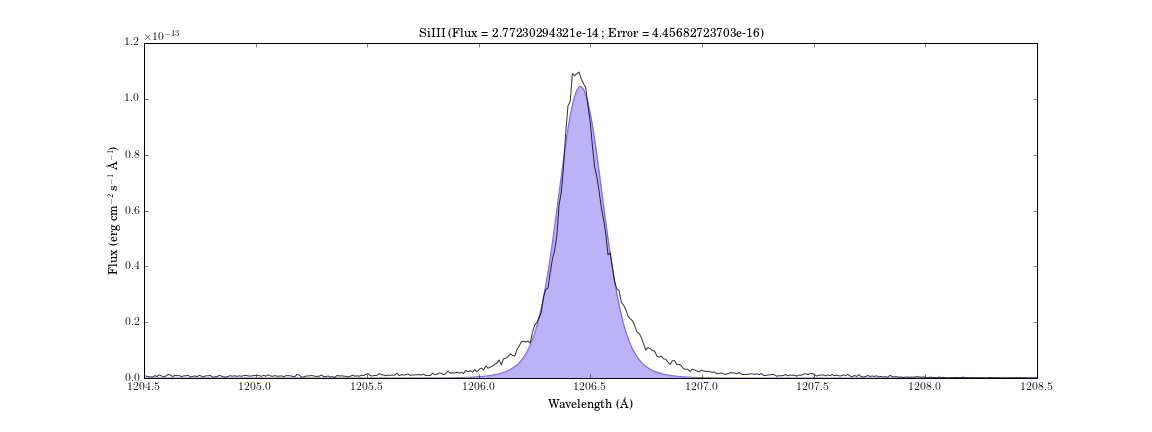 SiIII (Flux = 2.77230294321e-14 ; Error = 4.45682723703e-16)
1.2 ×10⁻¹³
1.0
0.8
0.6
0.4
0.2
0.0
Flux (erg cm⁻² s⁻¹ Å⁻¹)
1204.5 1205.0 1205.5 1206.0 1206.5 1207.0 1207.5 1208.0 1208.5
Wavelength (Å)